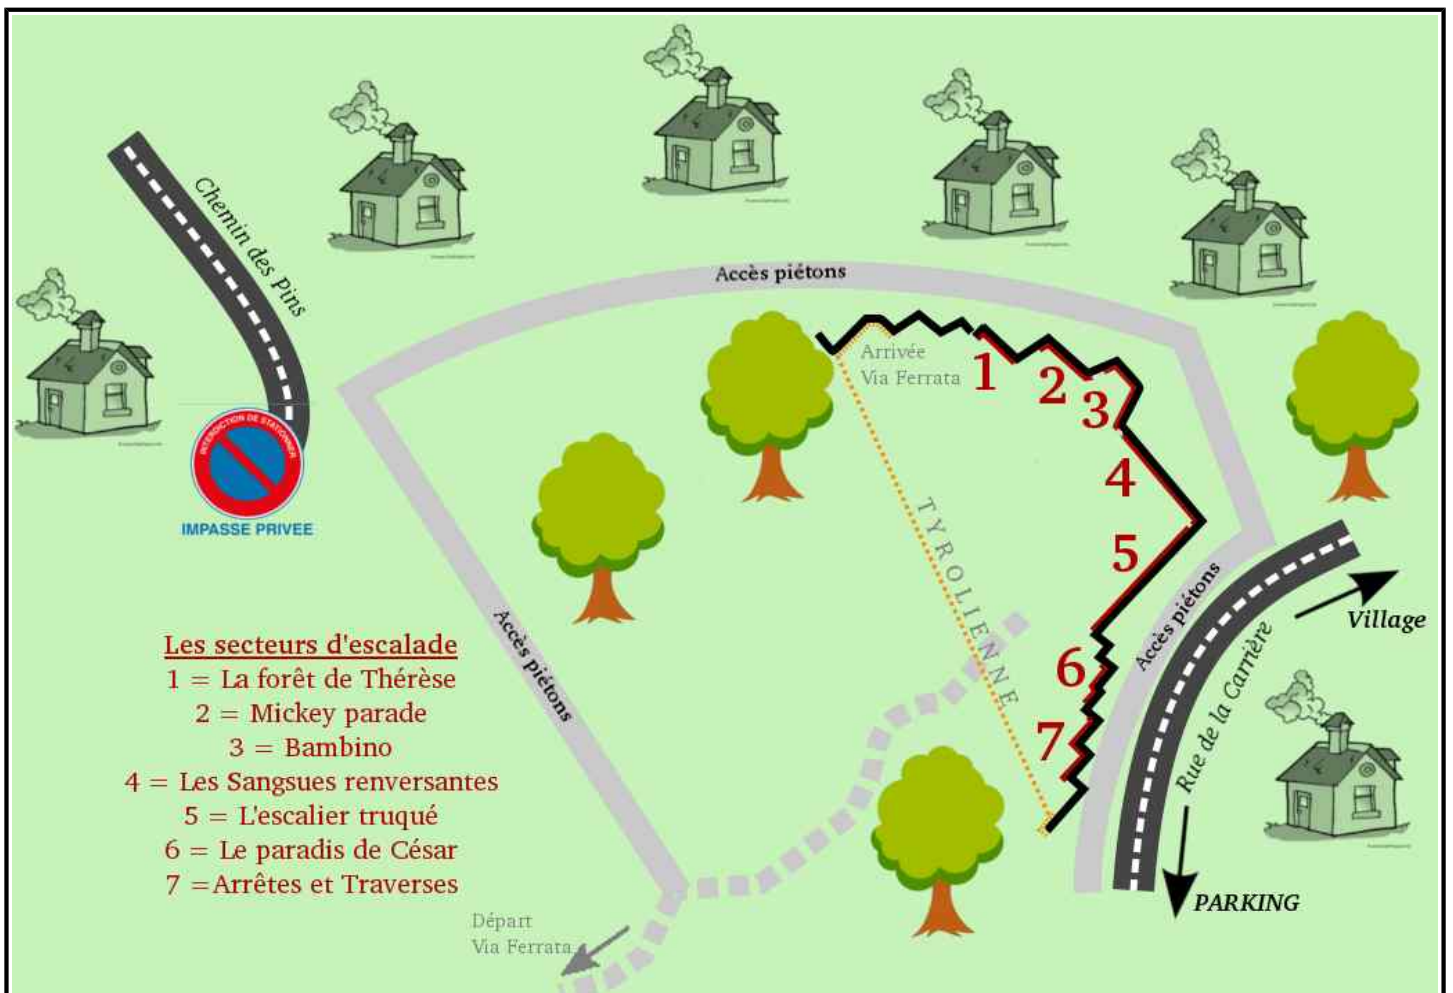 Chemin des Pins
Accès piétons
Arrivée
Via Ferrata
1
2
3
4
5
6
7
INTERDICTION DE STATIONNER
IMPASSE PRIVEE
TYROLIENNE
Accès piétons
Accès piétons
Rue de la Carrière
Village
PARKING
Les secteurs d'escalade
1 = La forêt de Thérèse
2 = Mickey parade
3 = Bambino
4 = Les Sangsues renversantes
5 = L'escalier truqué
6 = Le paradis de César
7 =Arrêtes et Traverses
Départ
Via Ferrata